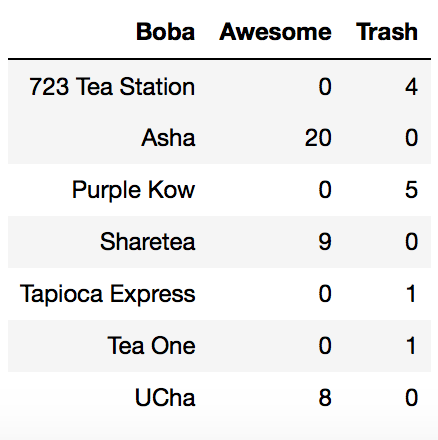 Boba Awesome Trash
723 Tea Station 0 4
Asha 20 0
Purple Kow 0 5
Sharetea 9 0
Tapioca Express 0 1
Tea One 0 1
UCha 8 0